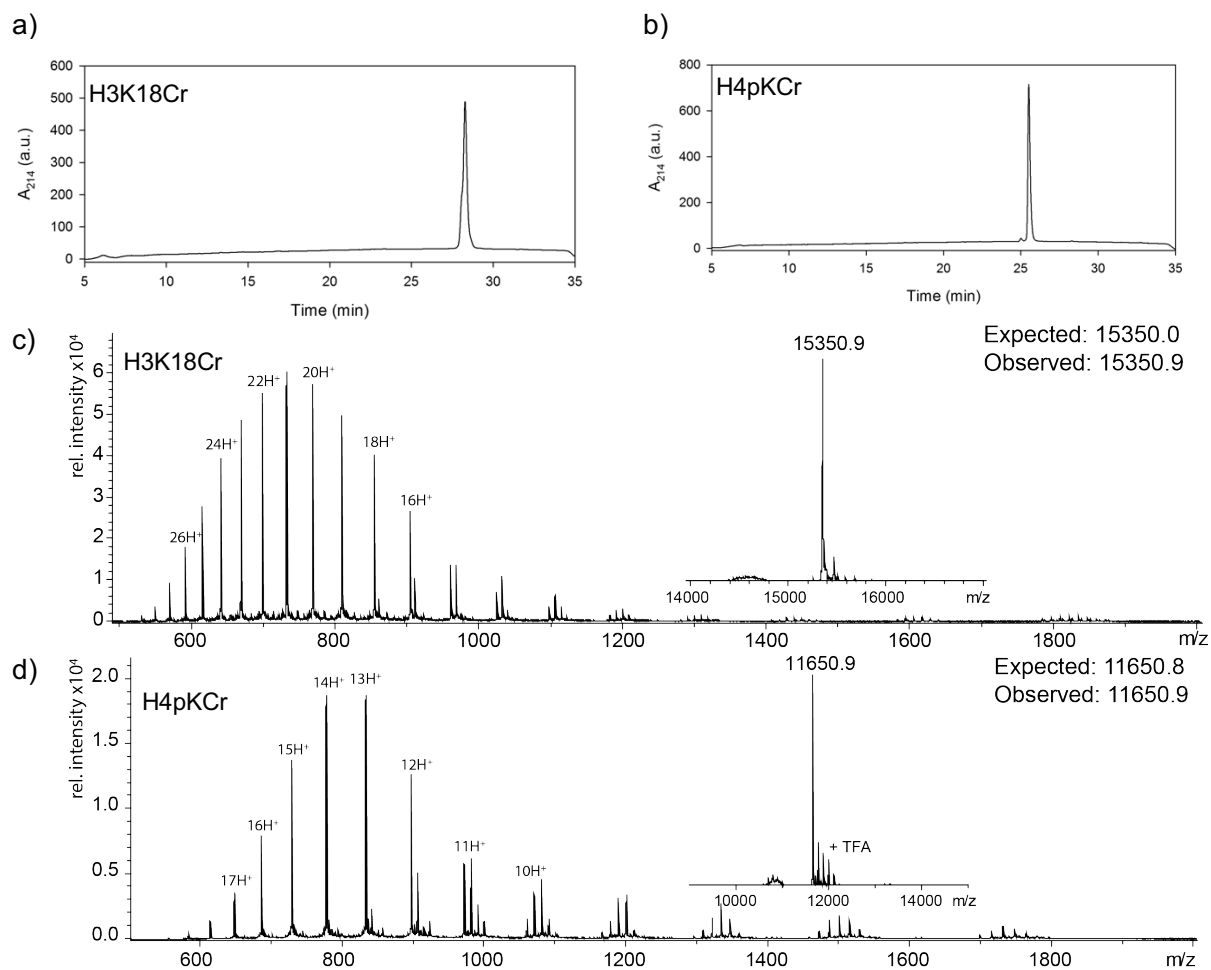 a)
b)
600
500
400
300
200
100
0
A214 (a.u.)
H3K18Cr
5 10 15 20 25 30 35
Time (min)
800
600
400
200
0
A214 (a.u.)
H4pKCr
5 10 15 20 25 30 35
Time (min)
c)
H3K18Cr
rel. intensity x10⁴
6
5
4
3
2
1
0
26H⁺
24H⁺
22H⁺
20H⁺
18H⁺
16H⁺
15350.9
Expected: 15350.0
Observed: 15350.9
14000 15000 16000 m/z
600 800 1000 1200 1400 1600 1800 m/z
d)
H4pKCr
rel. intensity x10⁴
2.0
1.5
1.0
0.5
0.0
17H⁺
16H⁺
15H⁺
14H⁺
13H⁺
12H⁺
11H⁺
10H⁺
11650.9
Expected: 11650.8
Observed: 11650.9
+ TFA
10000 12000 14000 m/z
600 800 1000 1200 1400 1600 1800 m/z